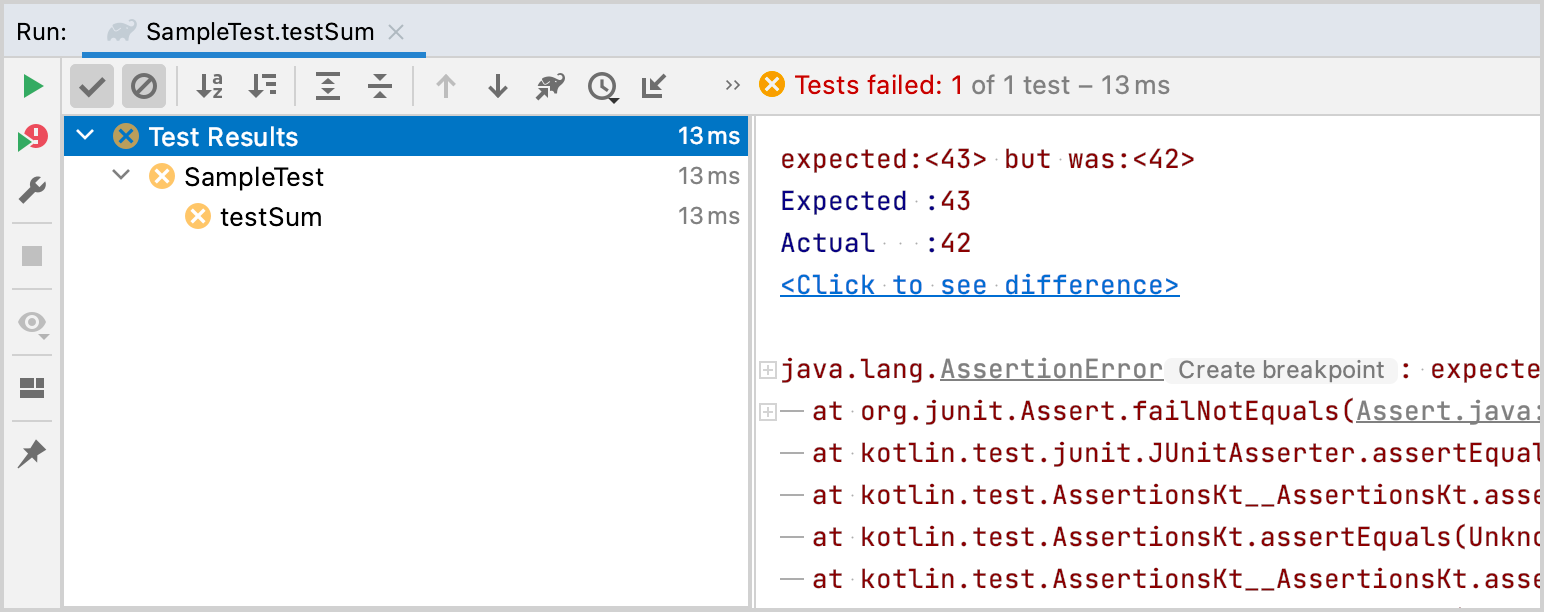 Run: SampleTest.testSum
Tests failed: 1 of 1 test – 13 ms
Test Results 13 ms
SampleTest 13 ms
testSum 13 ms
expected:<43> but was:<42>
Expected :43
Actual :42
<Click to see difference>
java.lang.AssertionError Create breakpoint : expecte
at org.junit.Assert.failNotEquals(Assert.java:
at kotlin.test.junit.JUnitAsserter.assertEqual
at kotlin.test.AssertionsKt__AssertionsKt.asse
at kotlin.test.AssertionsKt.assertEquals(Unkno
at kotlin.test.AssertionsKt__AssertionsKt.asse